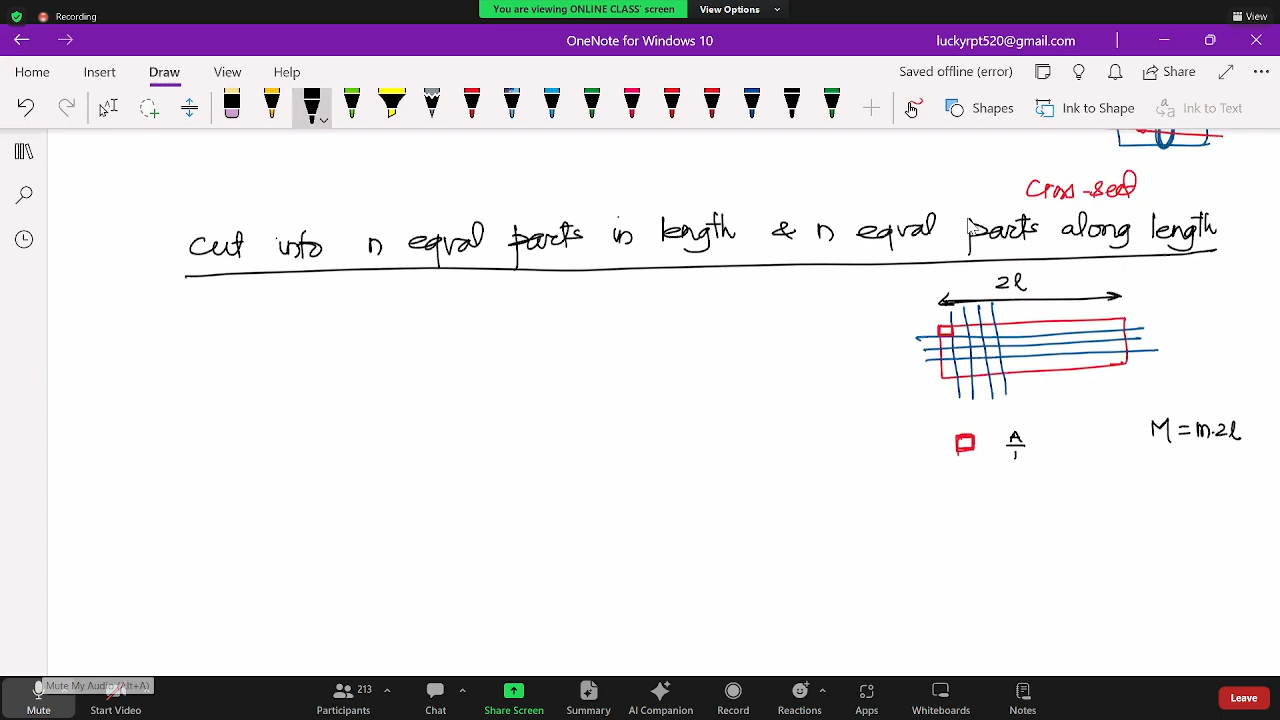 Recording
You are viewing ONLINE CLASS' screen
View Options
View
OneNote for Windows 10
luckyrpt520@gmail.com
Home Insert Draw View Help
Saved offline (error)
Share
Shapes
Ink to Shape
Ink to Text
cut into n equal parts in length & n equal parts along length
2l
A
M = m.2l
Mute My Audio (Alt+A)
Mute
Start Video
213
Participants
Chat
Share Screen
Summary
AI Companion
Record
Reactions
Apps
Whiteboards
Notes
Leave